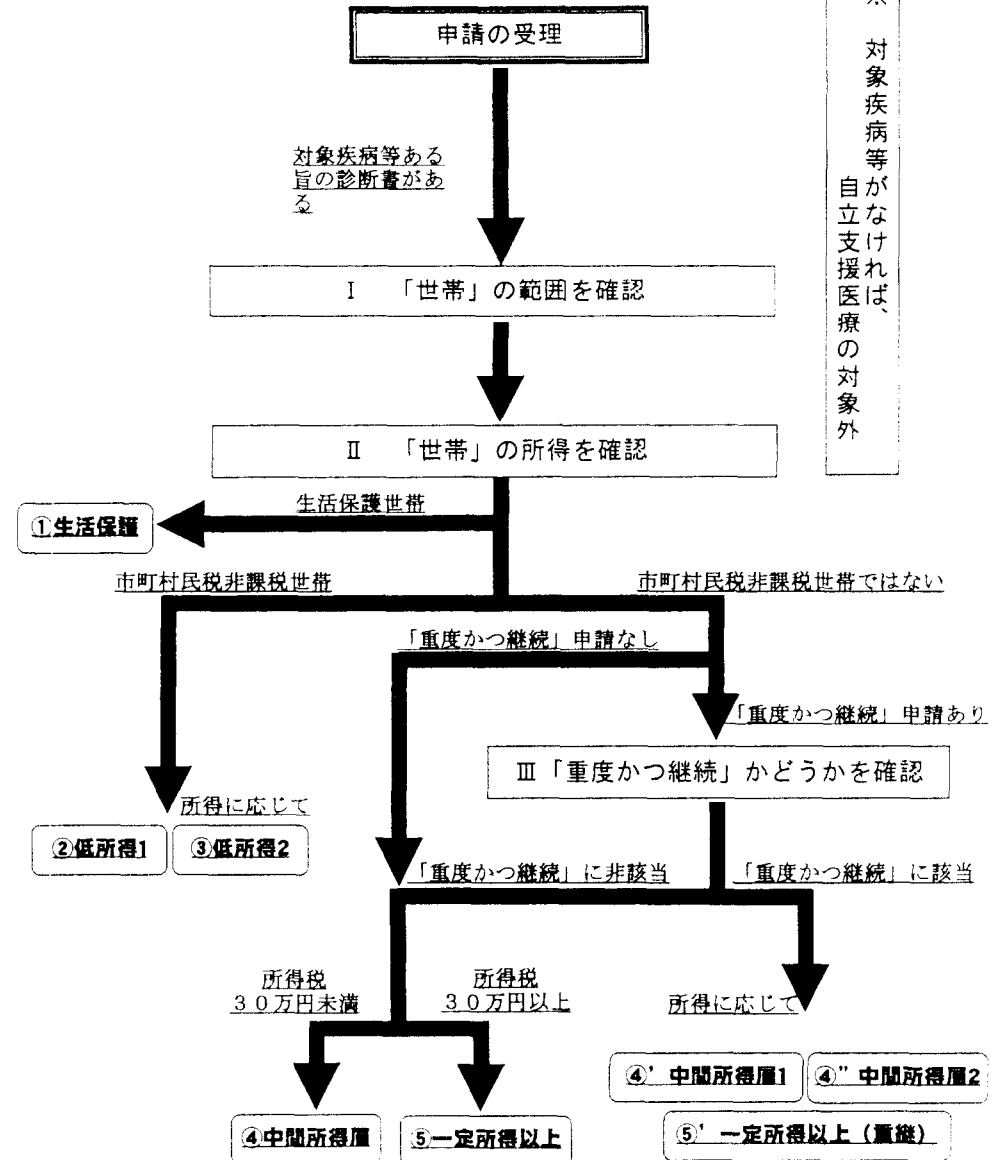 申請の受理
※ 対象疾病等がなければ、
自立支援医療の対象外
対象疾病等ある
旨の診断書があ
る
Ⅰ 「世帯」の範囲を確認
Ⅱ 「世帯」の所得を確認
生活保護世帯
①生活保護
市町村民税非課税世帯
市町村民税非課税世帯ではない
「重度かつ継続」申請なし
「重度かつ継続」申請あり
Ⅲ「重度かつ継続」かどうかを確認
所得に応じて
②低所得1
③低所得2
「重度かつ継続」に非該当
「重度かつ継続」に該当
所得税
30万円未満
所得税
30万円以上
所得に応じて
④中間所得層
⑤一定所得以上
④’中間所得層1
④”中間所得層2
⑤’一定所得以上(重継)